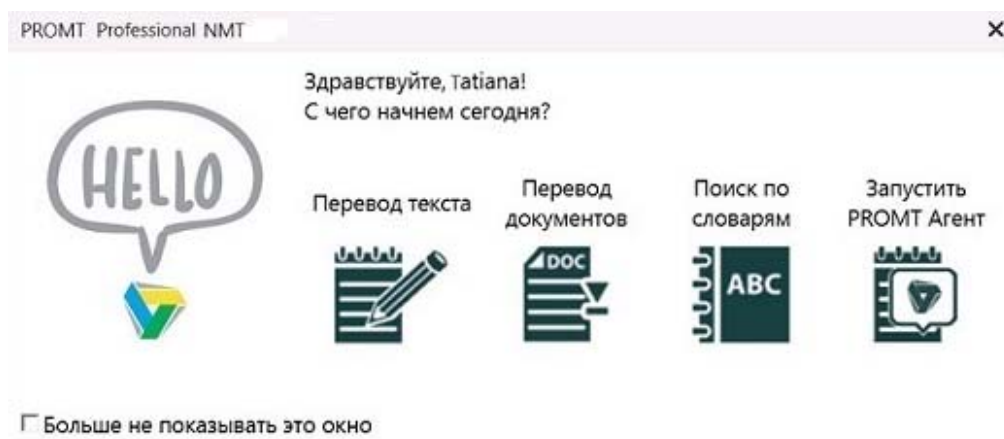 PROMT Professional NMT
Здравствуйте, Tatiana!
С чего начнем сегодня?
HELLO
Перевод текста
Перевод
документов
Поиск по
словарям
Запустить
PROMT Агент
DOC
ABC
Больше не показывать это окно